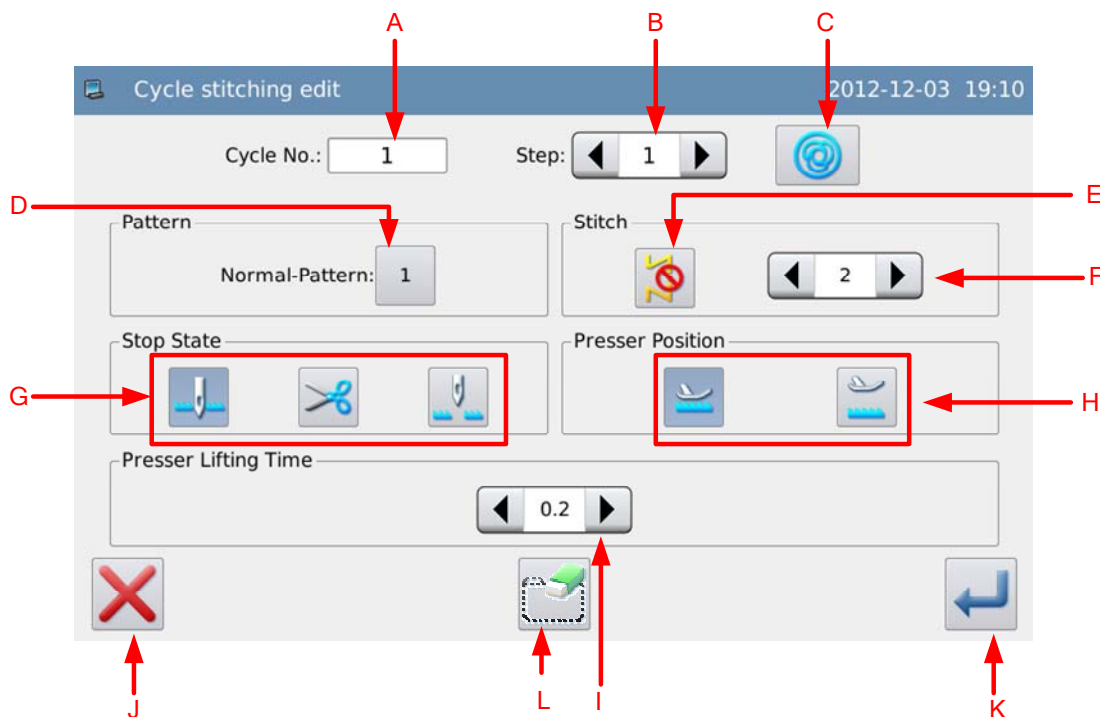 A B C
Cycle stitching edit 2012-12-03 19:10
Cycle No.: 1 Step: 1
E
D
Pattern Stitch
Normal-Pattern: 1 2 F
Stop State Presser Position
G H
Presser Lifting Time
0.2
J L I K